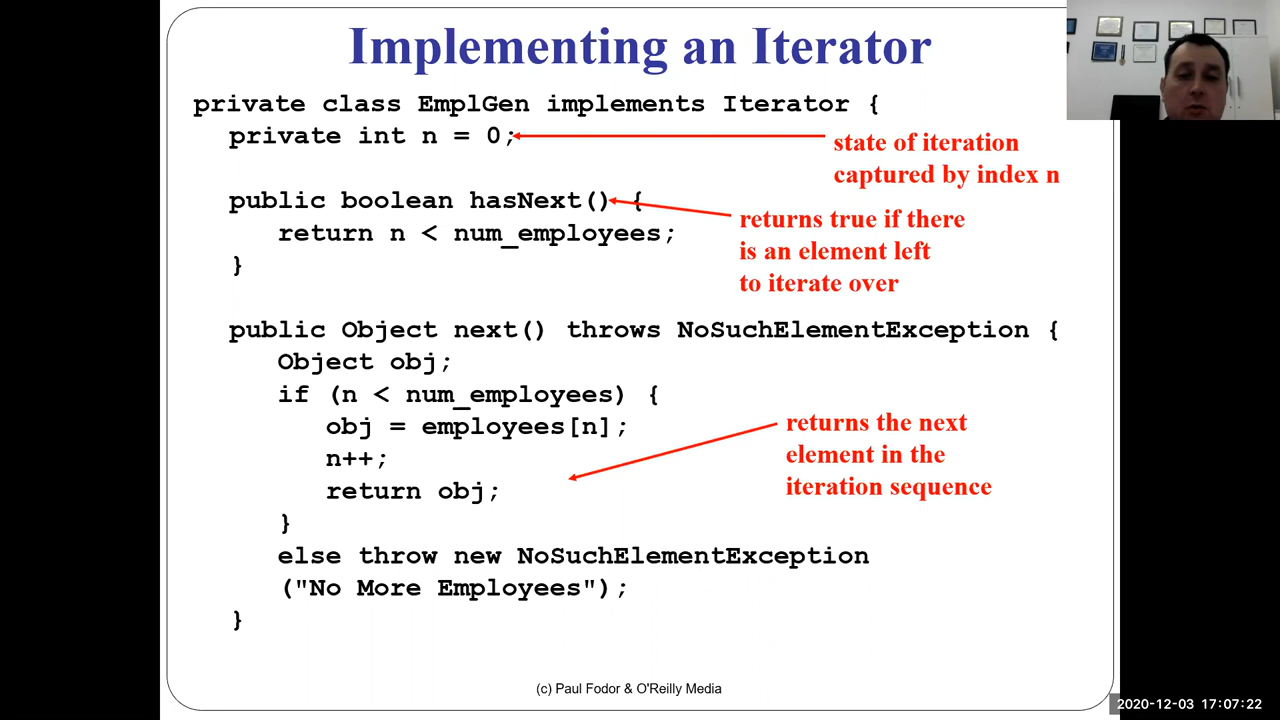 Implementing an Iterator
private class EmplGen implements Iterator {
private int n = 0;
state of iteration
captured by index n
public boolean hasNext() {
return n < num_employees;
}
returns true if there
is an element left
to iterate over
public Object next() throws NoSuchElementException {
Object obj;
if (n < num_employees) {
obj = employees[n];
n++;
return obj;
}
returns the next
element in the
iteration sequence
else throw new NoSuchElementException
("No More Employees");
}
(c) Paul Fodor & O'Reilly Media
2020-12-03 17:07:22